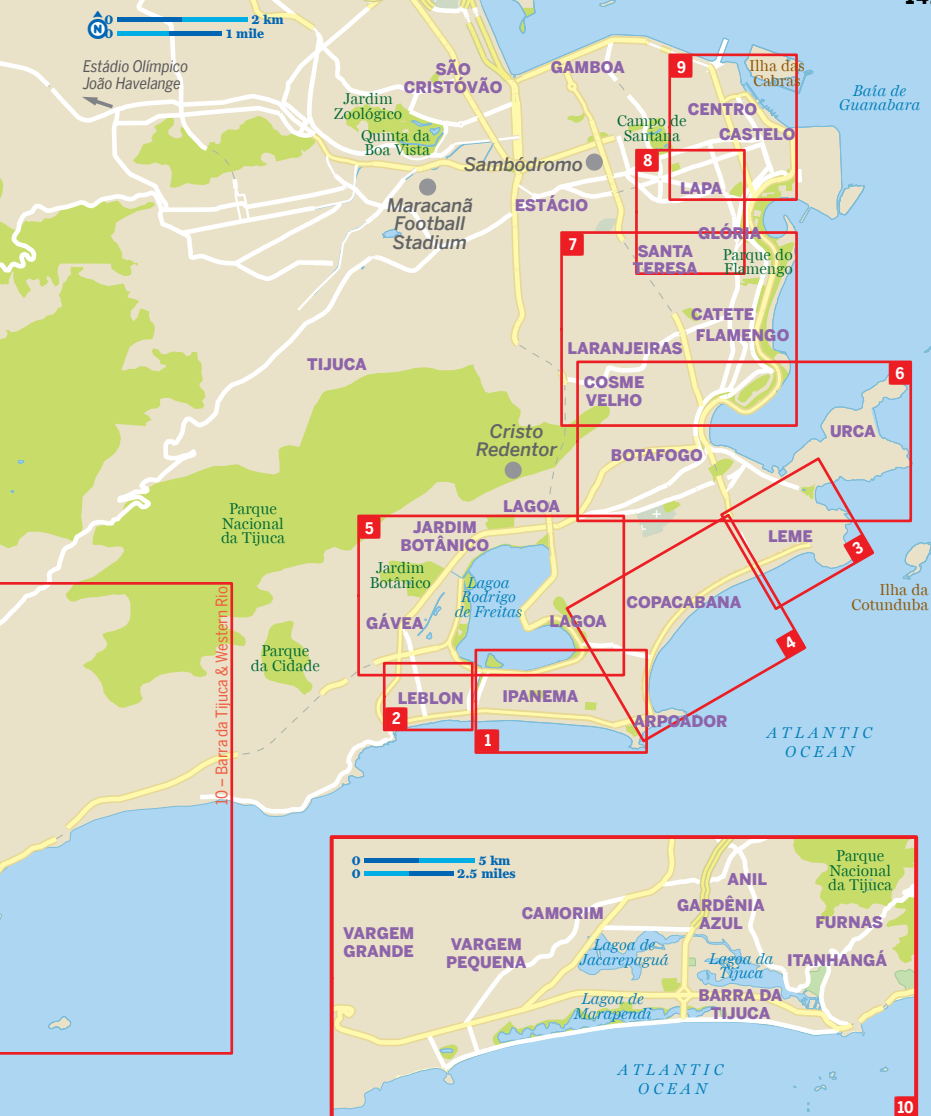 0 2 km
N
0 1 mile
Estádio Olímpico
João Havelange
SÃO
CRISTÓVÃO
GAMBOA
9
Ilha das
Cabras
Baía de
Guanabara
Jardim
Zoológico
Quinta da
Boa Vista
CENTRO
Campo de
Santana
CASTELO
Sambódromo
8
LAPA
Maracanã
Football
Stadium
ESTÁCIO
GLÓRIA
7
SANTA
TERESA
Parque do
Flamengo
CATETE
FLAMENGO
LARANJEIRAS
TIJUCA
6
COSME
VELHO
URCA
Cristo
Redentor
BOTAFOGO
LAGOA
Parque
Nacional
da Tijuca
5
JARDIM
BOTÂNICO
LEME
3
Jardim
Botânico
Lagoa
Rodrigo
de Freitas
Ilha da
Cotunduba
COPACABANA
GÁVEA
LAGOA
4
Parque
da Cidade
10 – Barra da Tijuca & Western Rio
LEBLON
2
IPANEMA
1
ARPOADOR
ATLANTIC
OCEAN
0 5 km
0 2.5 miles
Parque
Nacional
da Tijuca
ANIL
CAMORIM
GARDÊNIA
AZUL
FURNAS
VARGEM
GRANDE
VARGEM
PEQUENA
Lagoa de
Jacarepaguá
Lagoa da
Tijuca
ITANHANGÁ
Lagoa de
Marapendi
BARRA DA
TIJUCA
ATLANTIC
OCEAN
10